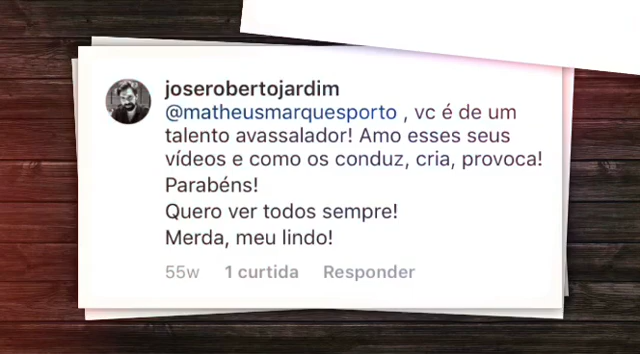 joserobertojardim
@matheusmarquesporto , vc é de um
talento avassalador! Amo esses seus
vídeos e como os conduz, cria, provoca!
Parabéns!
Quero ver todos sempre!
Merda, meu lindo!
55w 1 curtida Responder